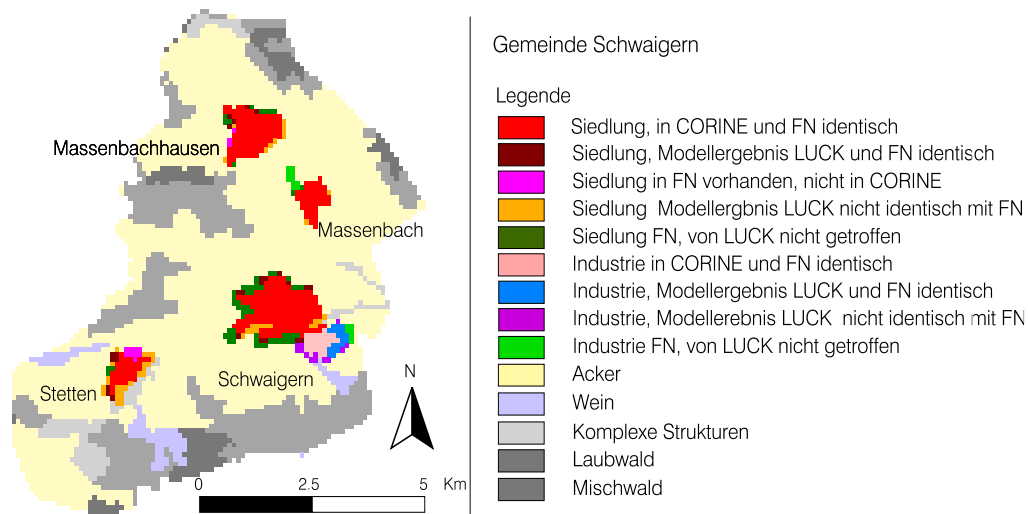 Gemeinde Schwaigern
Legende
Siedlung, in CORINE und FN identisch
Siedlung, Modellergebnis LUCK und FN identisch
Siedlung in FN vorhanden, nicht in CORINE
Siedlung Modellergbnis LUCK nicht identisch mit FN
Siedlung FN, von LUCK nicht getroffen
Industrie in CORINE und FN identisch
Industrie, Modellergebnis LUCK und FN identisch
Industrie, Modellerebnis LUCK nicht identisch mit FN
Industrie FN, von LUCK nicht getroffen
Acker
Wein
Komplexe Strukturen
Laubwald
Mischwald
Massenbachhausen
Massenbach
Schwaigern
Stetten
N
0 2.5 5 Km